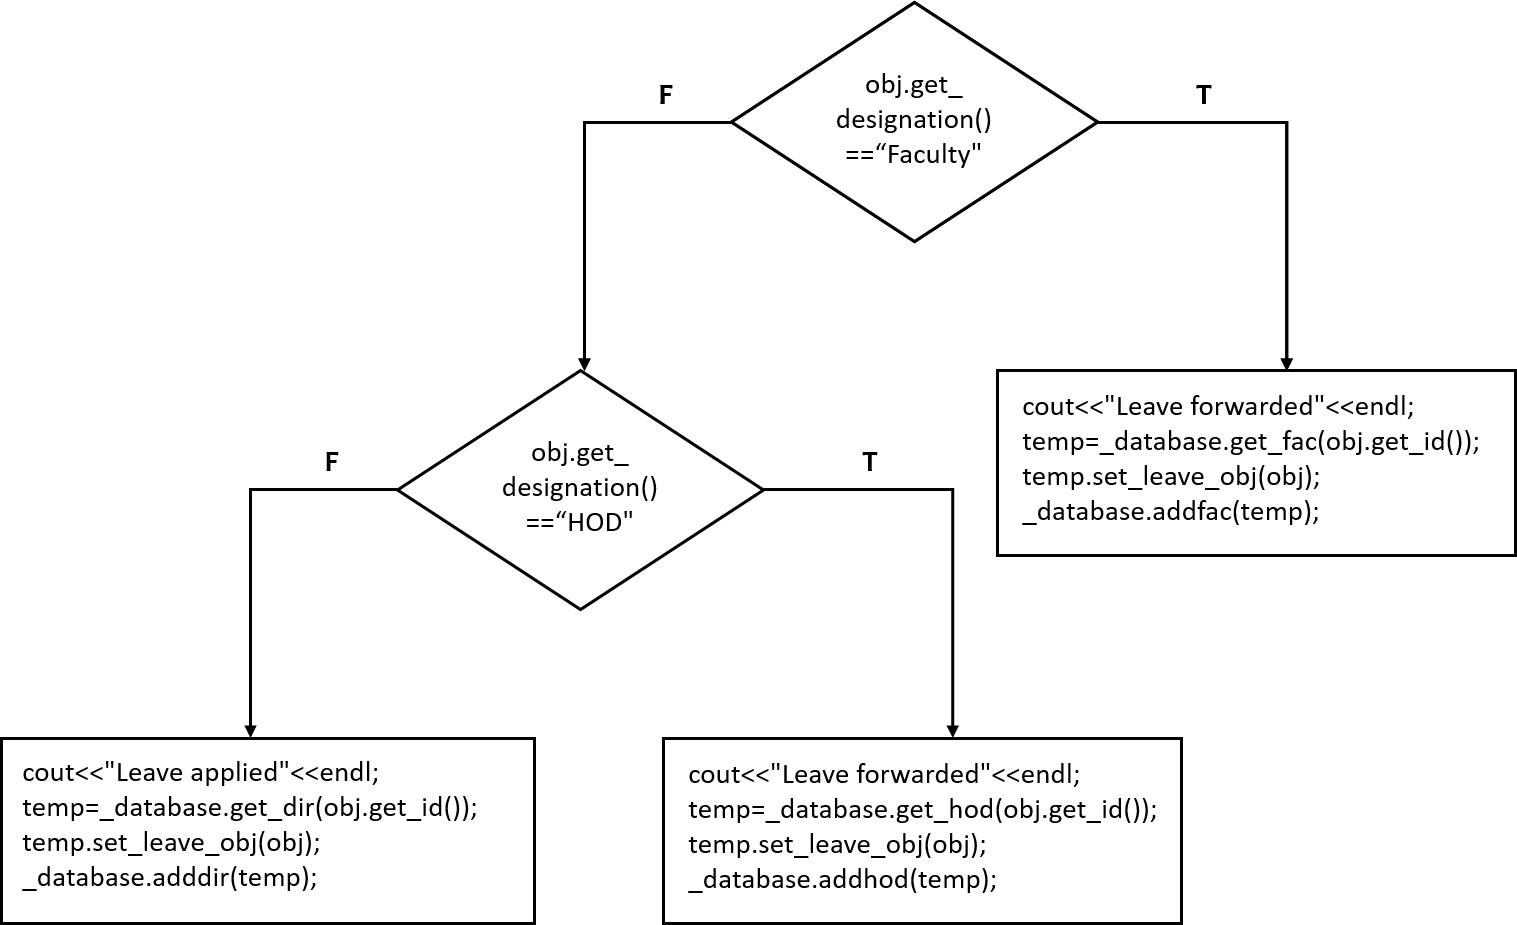 obj.get_
designation()
==“Faculty"
F
T
obj.get_
designation()
==“HOD"
F
T
cout<<"Leave forwarded"<<endl;
temp=_database.get_fac(obj.get_id());
temp.set_leave_obj(obj);
_database.addfac(temp);
cout<<"Leave applied"<<endl;
temp=_database.get_dir(obj.get_id());
temp.set_leave_obj(obj);
_database.adddir(temp);
cout<<"Leave forwarded"<<endl;
temp=_database.get_hod(obj.get_id());
temp.set_leave_obj(obj);
_database.addhod(temp);